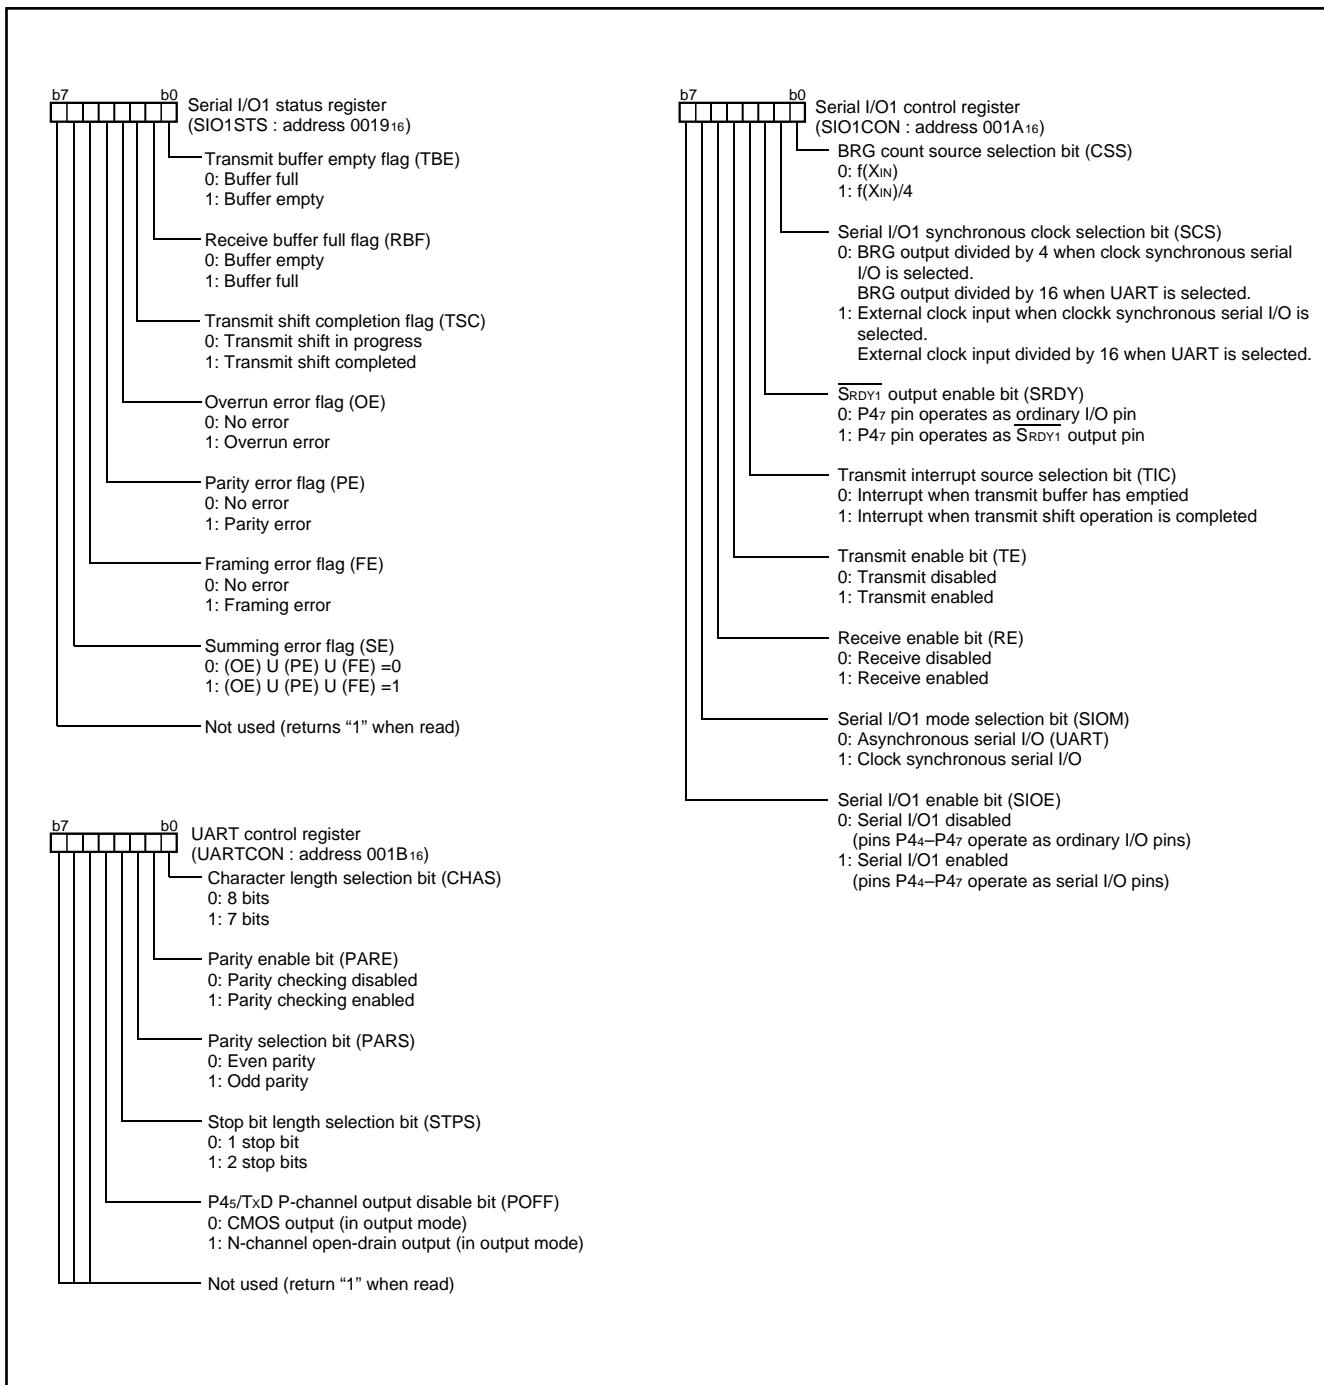 b7 b0
Serial I/O1 status register
(SIO1STS : address 0019₁₆)
Transmit buffer empty flag (TBE)
0: Buffer full
1: Buffer empty
Receive buffer full flag (RBF)
0: Buffer empty
1: Buffer full
Transmit shift completion flag (TSC)
0: Transmit shift in progress
1: Transmit shift completed
Overrun error flag (OE)
0: No error
1: Overrun error
Parity error flag (PE)
0: No error
1: Parity error
Framing error flag (FE)
0: No error
1: Framing error
Summing error flag (SE)
0: (OE) U (PE) U (FE) =0
1: (OE) U (PE) U (FE) =1
Not used (returns “1” when read)
b7 b0
UART control register
(UARTCON : address 001B₁₆)
Character length selection bit (CHAS)
0: 8 bits
1: 7 bits
Parity enable bit (PARE)
0: Parity checking disabled
1: Parity checking enabled
Parity selection bit (PARS)
0: Even parity
1: Odd parity
Stop bit length selection bit (STPS)
0: 1 stop bit
1: 2 stop bits
P4₅/TxD P-channel output disable bit (POFF)
0: CMOS output (in output mode)
1: N-channel open-drain output (in output mode)
Not used (return “1” when read)
b7 b0
Serial I/O1 control register
(SIO1CON : address 001A₁₆)
BRG count source selection bit (CSS)
0: f(XIN)
1: f(XIN)/4
Serial I/O1 synchronous clock selection bit (SCS)
0: BRG output divided by 4 when clock synchronous serial
I/O is selected.
BRG output divided by 16 when UART is selected.
1: External clock input when clockk synchronous serial I/O is
selected.
External clock input divided by 16 when UART is selected.
SRDY1 output enable bit (SRDY)
0: P4₇ pin operates as ordinary I/O pin
1: P4₇ pin operates as SRDY1 output pin
Transmit interrupt source selection bit (TIC)
0: Interrupt when transmit buffer has emptied
1: Interrupt when transmit shift operation is completed
Transmit enable bit (TE)
0: Transmit disabled
1: Transmit enabled
Receive enable bit (RE)
0: Receive disabled
1: Receive enabled
Serial I/O1 mode selection bit (SIOM)
0: Asynchronous serial I/O (UART)
1: Clock synchronous serial I/O
Serial I/O1 enable bit (SIOE)
0: Serial I/O1 disabled
(pins P4₄–P4₇ operate as ordinary I/O pins)
1: Serial I/O1 enabled
(pins P4₄–P4₇ operate as serial I/O pins)